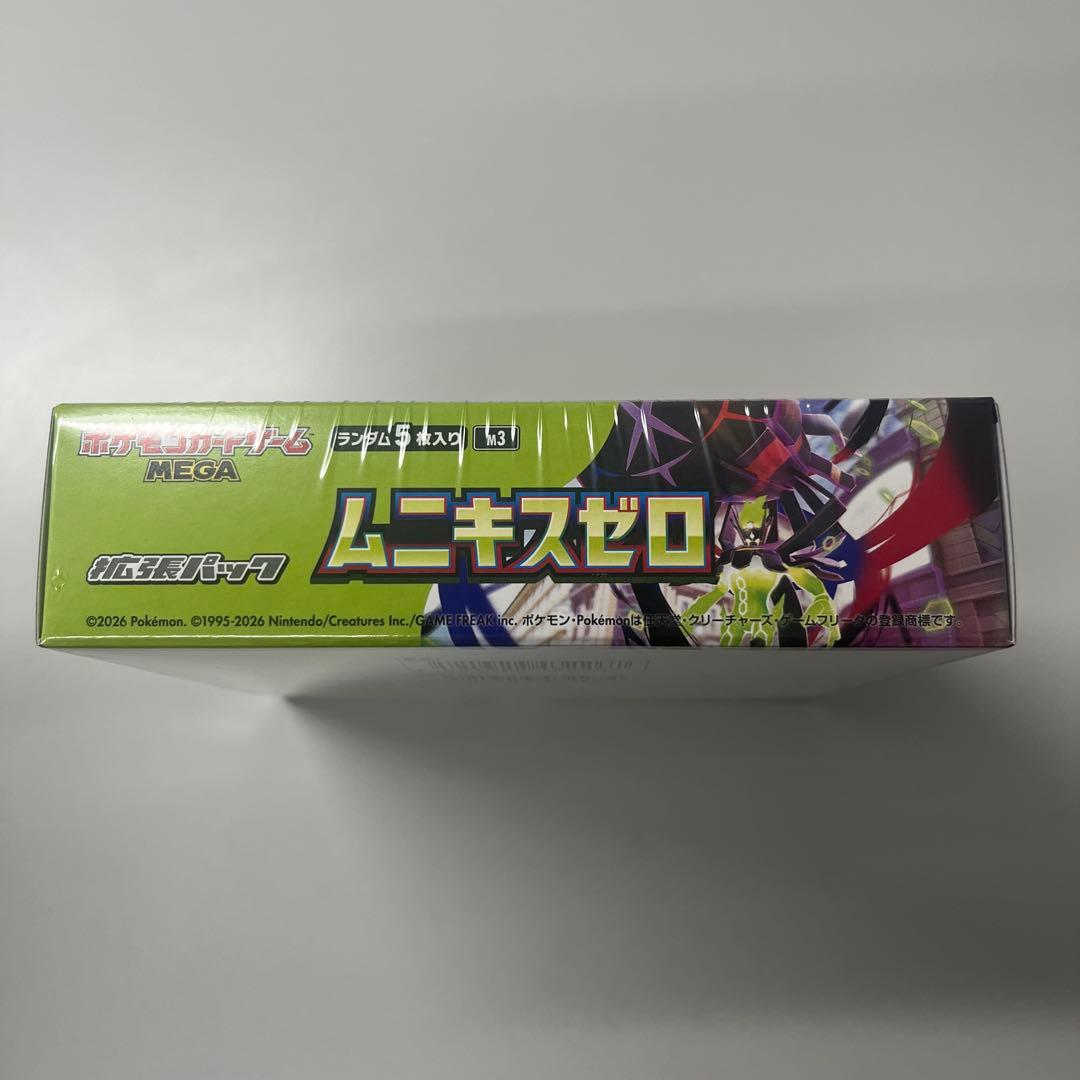 ポケモンカードゲーム
MEGA
ランダム5枚入り m3
ムニキスゼロ
拡張パック
©2026 Pokémon. ©1995-2026 Nintendo/Creatures Inc./GAME FREAK inc. ポケモン・Pokémonは任天堂・クリーチャーズ・ゲームフリークの登録商標です。